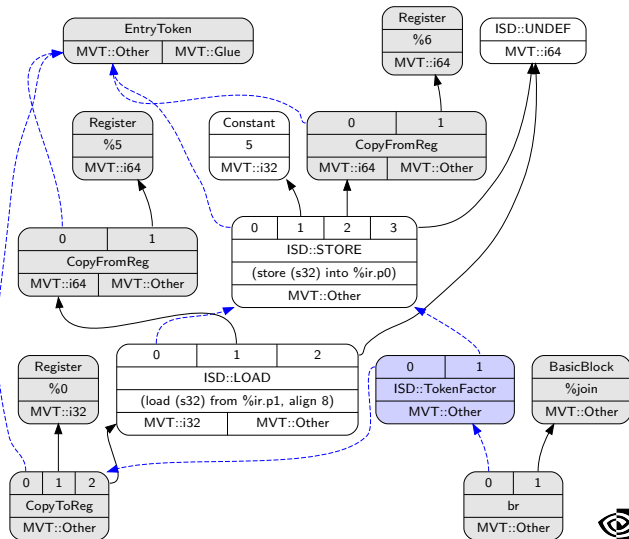 EntryToken
MVT::Other MVT::Glue
Register
%6
MVT::i64
ISD::UNDEF
MVT::i64
Register
%5
MVT::i64
Constant
5
MVT::i32
0 1
CopyFromReg
MVT::i64 MVT::Other
0 1
CopyFromReg
MVT::i64 MVT::Other
0 1 2 3
ISD::STORE
(store (s32) into %ir.p0)
MVT::Other
Register
%0
MVT::i32
0 1 2
ISD::LOAD
(load (s32) from %ir.p1, align 8)
MVT::i32 MVT::Other
0 1
ISD::TokenFactor
MVT::Other
BasicBlock
%join
MVT::Other
0 1 2
CopyToReg
MVT::Other
0 1
br
MVT::Other